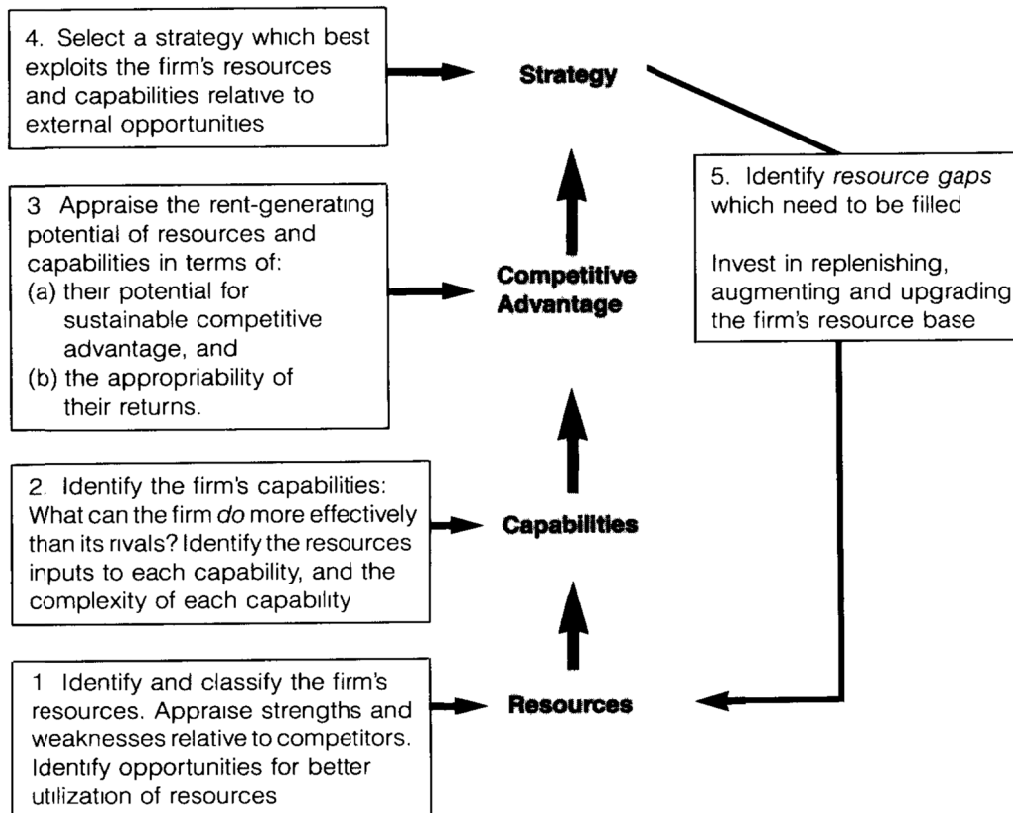 4. Select a strategy which best
exploits the firm's resources
and capabilities relative to
external opportunities
Strategy
5. Identify resource gaps
which need to be filled
Invest in replenishing,
augmenting and upgrading
the firm's resource base
3 Appraise the rent-generating
potential of resources and
capabilities in terms of:
(a) their potential for
sustainable competitive
advantage, and
(b) the appropriability of
their returns.
Competitive
Advantage
2. Identify the firm's capabilities:
What can the firm do more effectively
than its rivals? Identify the resources
inputs to each capability, and the
complexity of each capability
Capabilities
1 Identify and classify the firm's
resources. Appraise strengths and
weaknesses relative to competitors.
Identify opportunities for better
utilization of resources
Resources